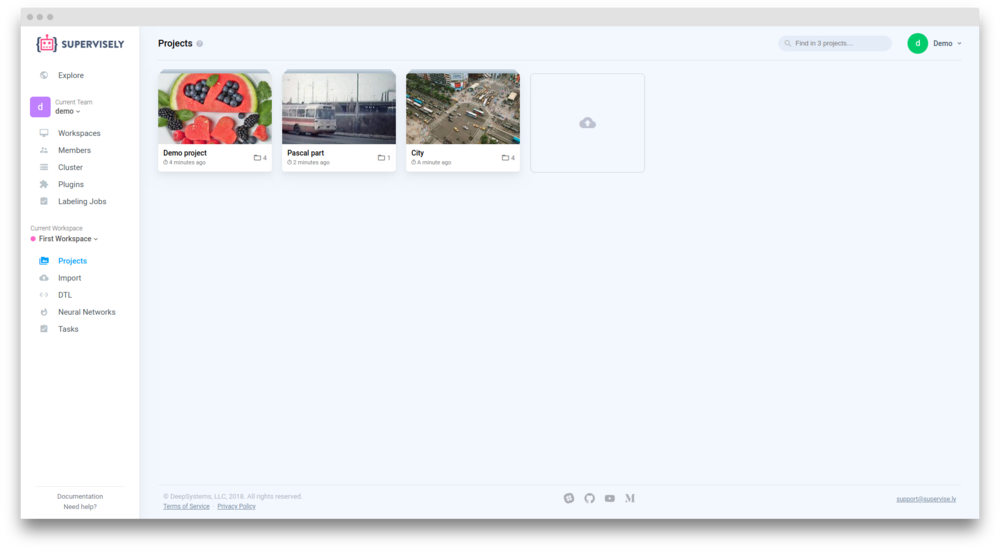 SUPERVISELY
Explore
d
Current Team
demo
Workspaces
Members
Cluster
Plugins
Labeling Jobs
Current Workspace
First Workspace
Projects
Import
DTL
Neural Networks
Tasks
Documentation
Need help?
Projects ?
Find in 3 projects...
d
Demo
Demo project
4 minutes ago
4
Pascal part
2 minutes ago
1
City
A minute ago
4
© DeepSystems, LLC, 2018. All rights reserved.
Terms of Service · Privacy Policy
support@supervise.ly